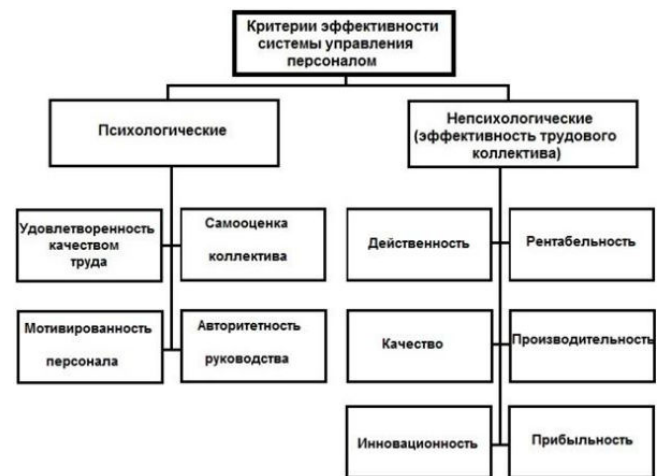 Критерии эффективности
системы управления
персоналом
Психологические
Непсихологические
(эффективность трудового
коллектива)
Удовлетворенность
качеством
труда
Самооценка
коллектива
Действенность
Рентабельность
Мотивированность
персонала
Авторитетность
руководства
Качество
Производительность
Инновационность
Прибыльность